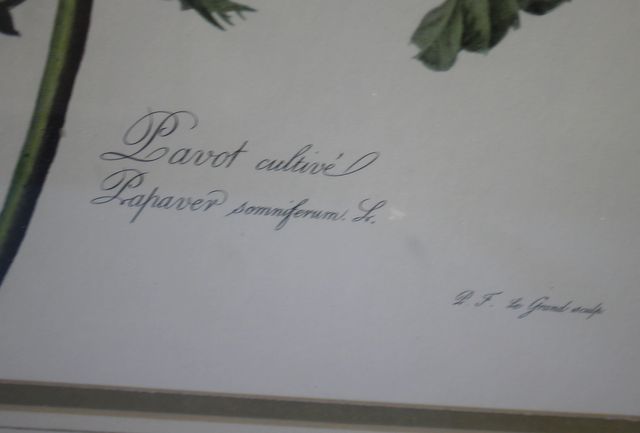 Pavot cultivé
Papaver somniferum. L.
P. F. Le Grand sculp